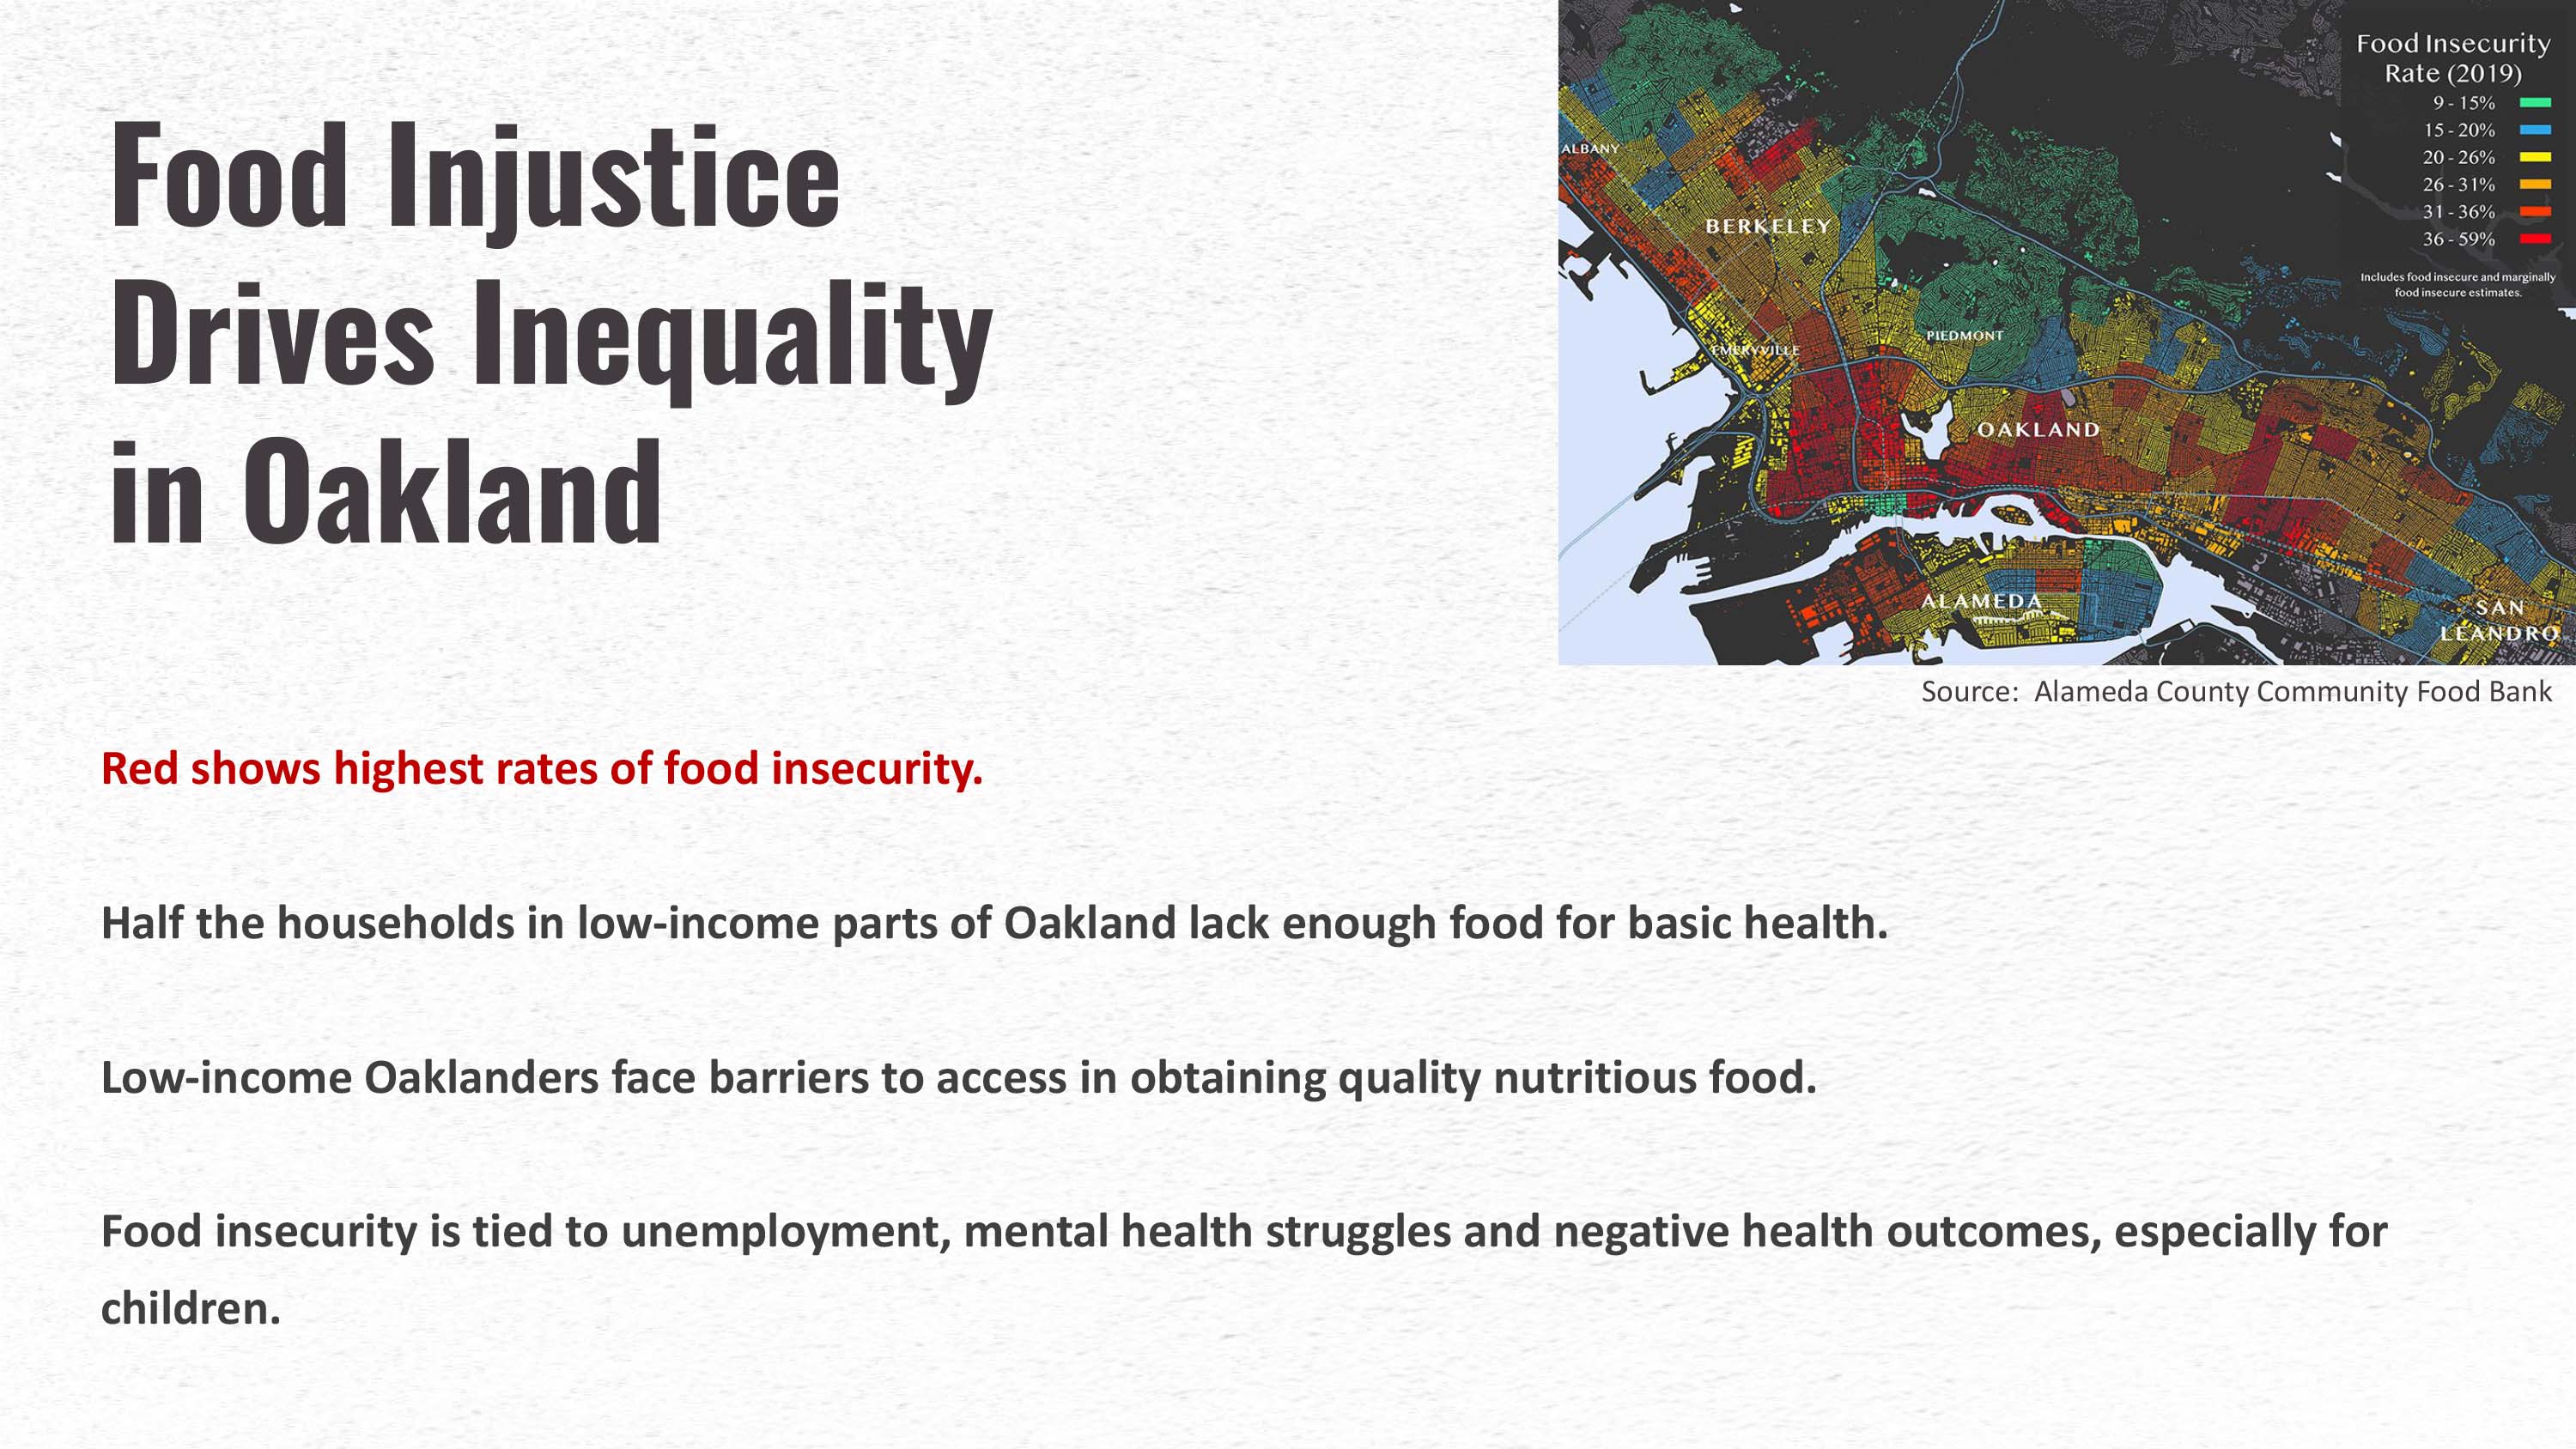 Food Injustice
Drives Inequality
in Oakland
Food Insecurity
Rate (2019)
9 - 15%
15 - 20%
20 - 26%
26 - 31%
31 - 36%
36 - 59%
Includes food insecure and marginally
food insecure estimates.
ALBANY
BERKELEY
PIEDMONT
EMERYVILLE
OAKLAND
ALAMEDA
SAN
LEANDRO
Source:  Alameda County Community Food Bank
Red shows highest rates of food insecurity.
Half the households in low-income parts of Oakland lack enough food for basic health.
Low-income Oaklanders face barriers to access in obtaining quality nutritious food.
Food insecurity is tied to unemployment, mental health struggles and negative health outcomes, especially for
children.